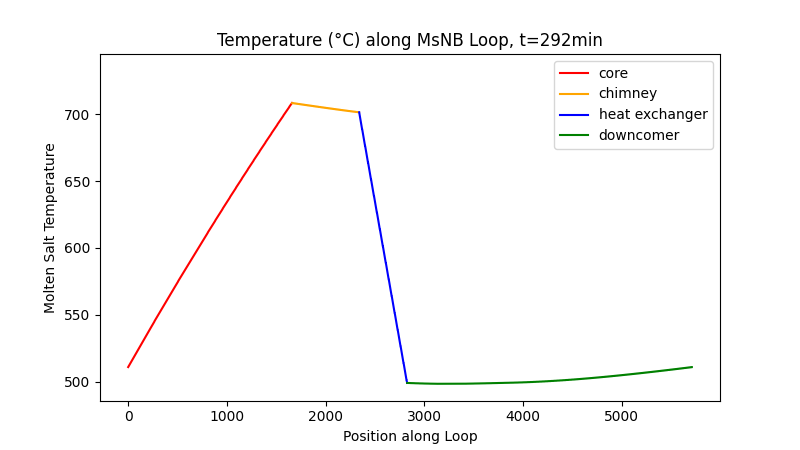 Temperature (°C) along MsNB Loop, t=292min
core
chimney
heat exchanger
downcomer
Molten Salt Temperature
700
650
600
550
500
0 1000 2000 3000 4000 5000
Position along Loop